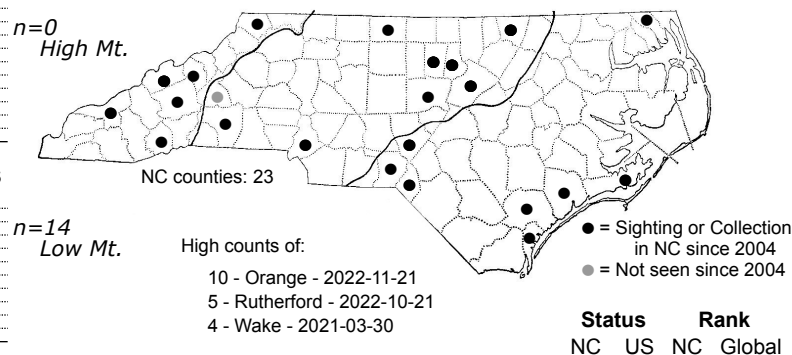 n=0
High Mt.
NC counties: 23
n=14
Low Mt.
High counts of:
10 - Orange - 2022-11-21
5 - Rutherford - 2022-10-21
4 - Wake - 2021-03-30
= Sighting or Collection
in NC since 2004
= Not seen since 2004
Status Rank
NC US NC Global